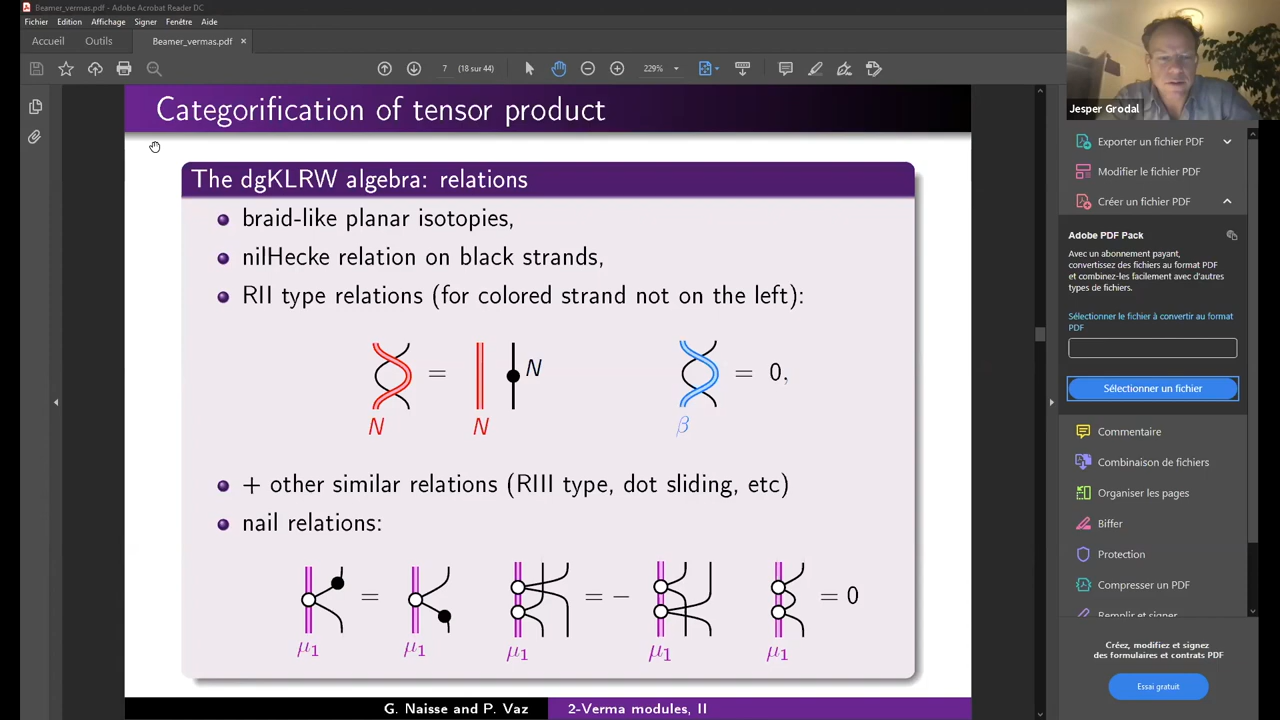 Beamer_vermas.pdf - Adobe Acrobat Reader DC
Fichier Edition Affichage Signer Fenêtre Aide
Accueil Outils Beamer_vermas.pdf ×
7 (18 sur 44) 229%
Jesper Grodal
Categorification of tensor product
The dgKLRW algebra: relations
braid-like planar isotopies,
nilHecke relation on black strands,
RII type relations (for colored strand not on the left):
= N = 0,
N N β
+ other similar relations (RIII type, dot sliding, etc)
nail relations:
= = − = 0
μ1 μ1 μ1 μ1 μ1
G. Naisse and P. Vaz 2-Verma modules, II
Exporter un fichier PDF
Modifier le fichier PDF
Créer un fichier PDF
Adobe PDF Pack
Avec un abonnement payant,
convertissez des fichiers au format PDF
et combinez-les facilement avec d'autres
types de fichiers.
Sélectionner le fichier à convertir au format
PDF
Sélectionner un fichier
Commentaire
Combinaison de fichiers
Organiser les pages
Biffer
Protection
Compresser un PDF
Remplir et signer
Créez, modifiez et signez
des formulaires et contrats PDF
Essai gratuit